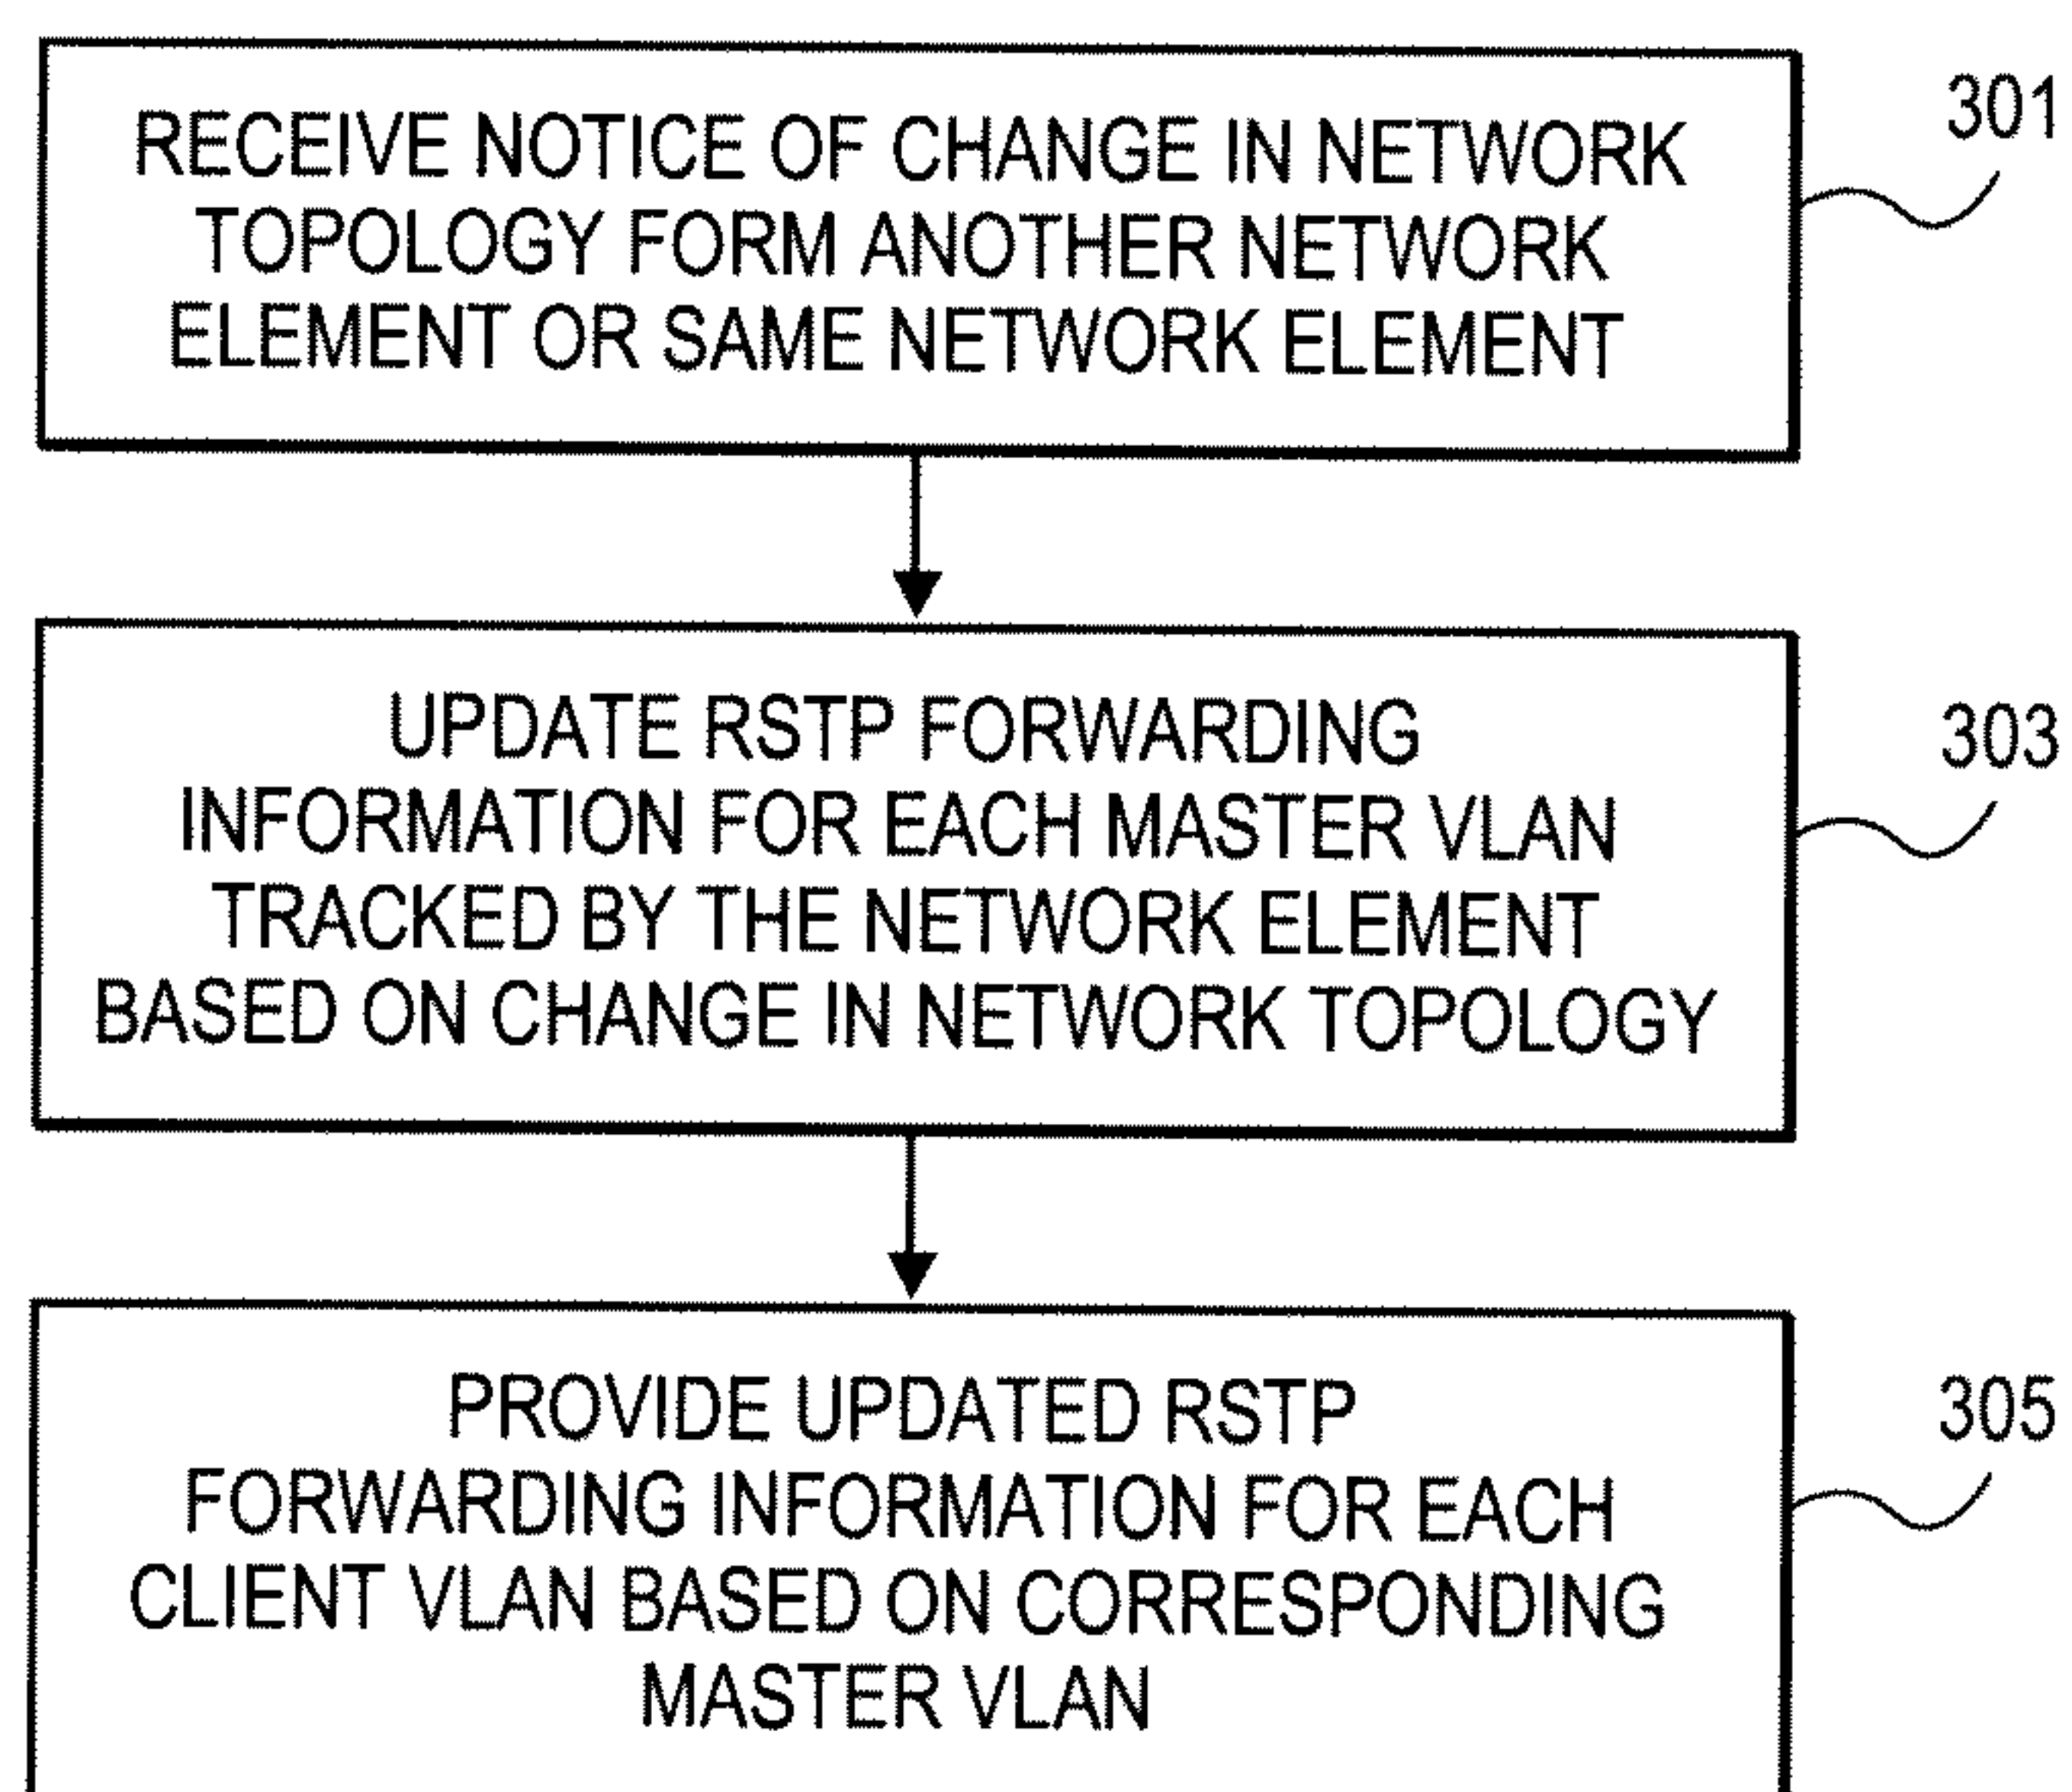 RECEIVE NOTICE OF CHANGE IN NETWORK
TOPOLOGY FORM ANOTHER NETWORK
ELEMENT OR SAME NETWORK ELEMENT
301
UPDATE RSTP FORWARDING
INFORMATION FOR EACH MASTER VLAN
TRACKED BY THE NETWORK ELEMENT
BASED ON CHANGE IN NETWORK TOPOLOGY
303
PROVIDE UPDATED RSTP
FORWARDING INFORMATION FOR EACH
CLIENT VLAN BASED ON CORRESPONDING
MASTER VLAN
305